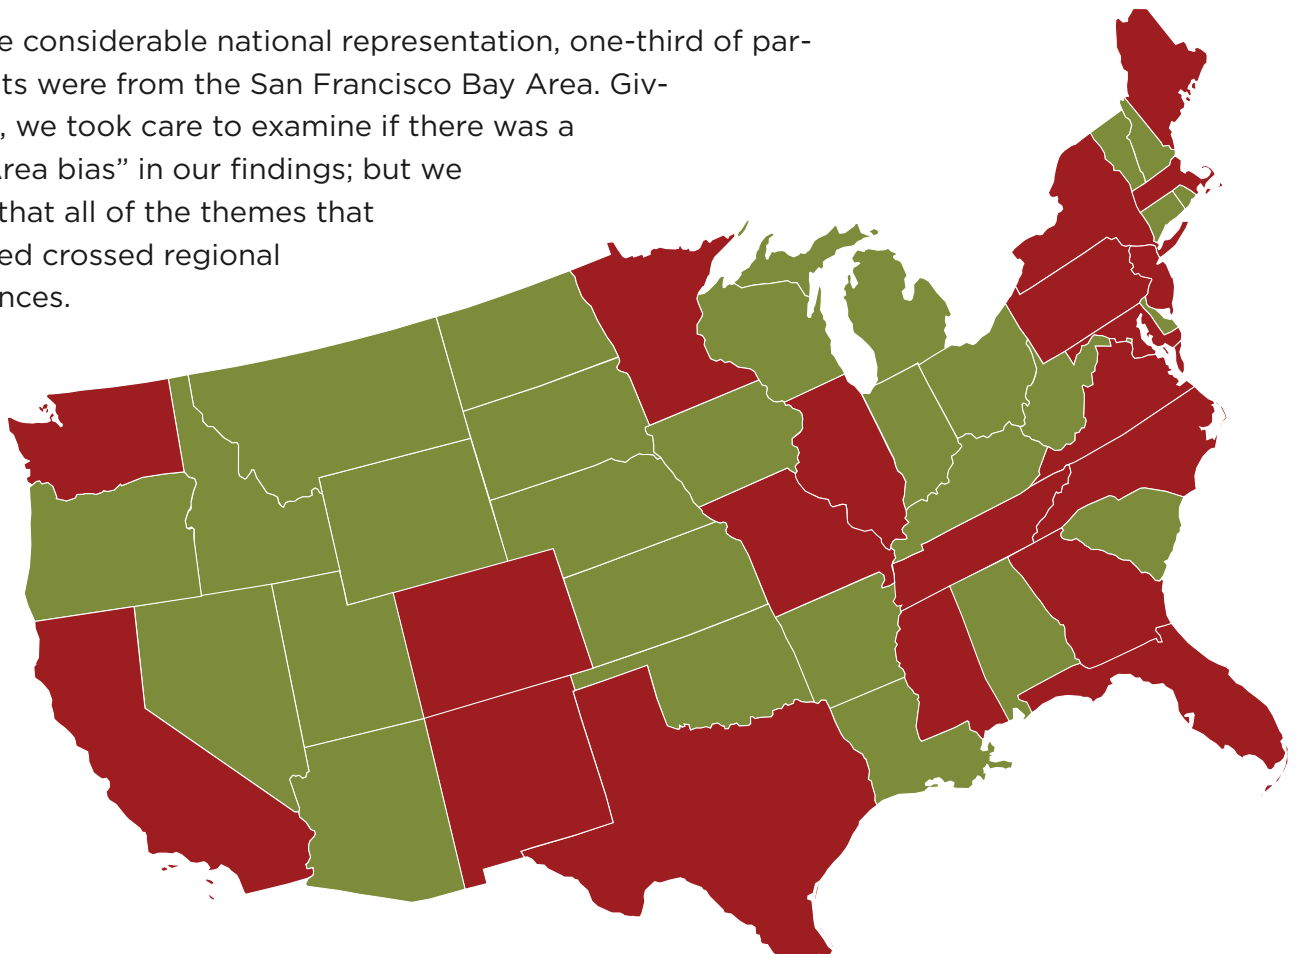 e considerable national representation, one-third of par-
ts were from the San Francisco Bay Area. Giv-
, we took care to examine if there was a
rea bias” in our findings; but we
that all of the themes that
ed crossed regional
nces.